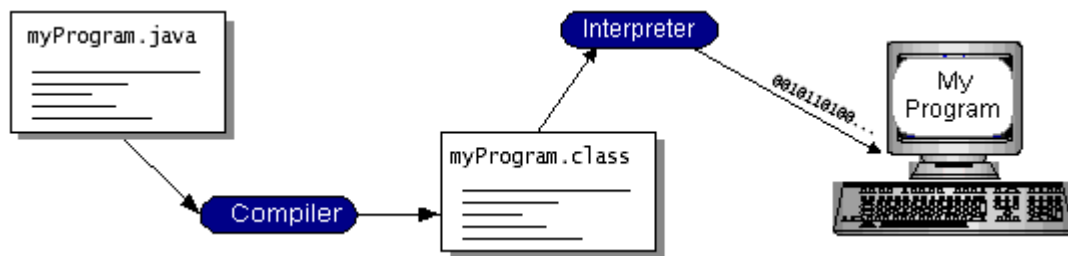 myProgram.java
Compiler
myProgram.class
Interpreter
0010110100...
My
Program